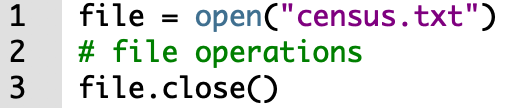 1 file = open("census.txt")
2 # file operations
3 file.close()